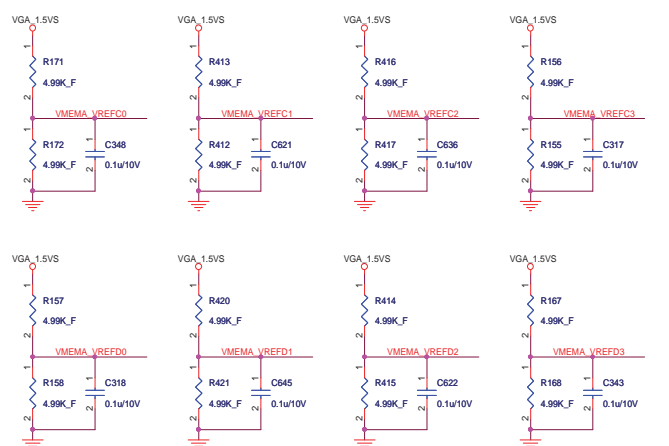 VGA_1.5VS VGA_1.5VS VGA_1.5VS VGA_1.5VS
1 1 1 1
R171 R413 R416 R156
4.99K_F 4.99K_F 4.99K_F 4.99K_F
2 2 2 2
VMEMA_VREFC0 VMEMA_VREFC1 VMEMA_VREFC2 VMEMA_VREFC3
1 1 1 1 1 1 1 1
R172 C348 R412 C621 R417 C636 R155 C317
4.99K_F 0.1u/10V 4.99K_F 0.1u/10V 4.99K_F 0.1u/10V 4.99K_F 0.1u/10V
2 2 2 2 2 2 2 2
VGA_1.5VS VGA_1.5VS VGA_1.5VS VGA_1.5VS
1 1 1 1
R157 R420 R414 R167
4.99K_F 4.99K_F 4.99K_F 4.99K_F
2 2 2 2
VMEMA_VREFD0 VMEMA_VREFD1 VMEMA_VREFD2 VMEMA_VREFD3
1 1 1 1 1 1 1 1
R158 C318 R421 C645 R415 C622 R168 C343
4.99K_F 0.1u/10V 4.99K_F 0.1u/10V 4.99K_F 0.1u/10V 4.99K_F 0.1u/10V
2 2 2 2 2 2 2 2